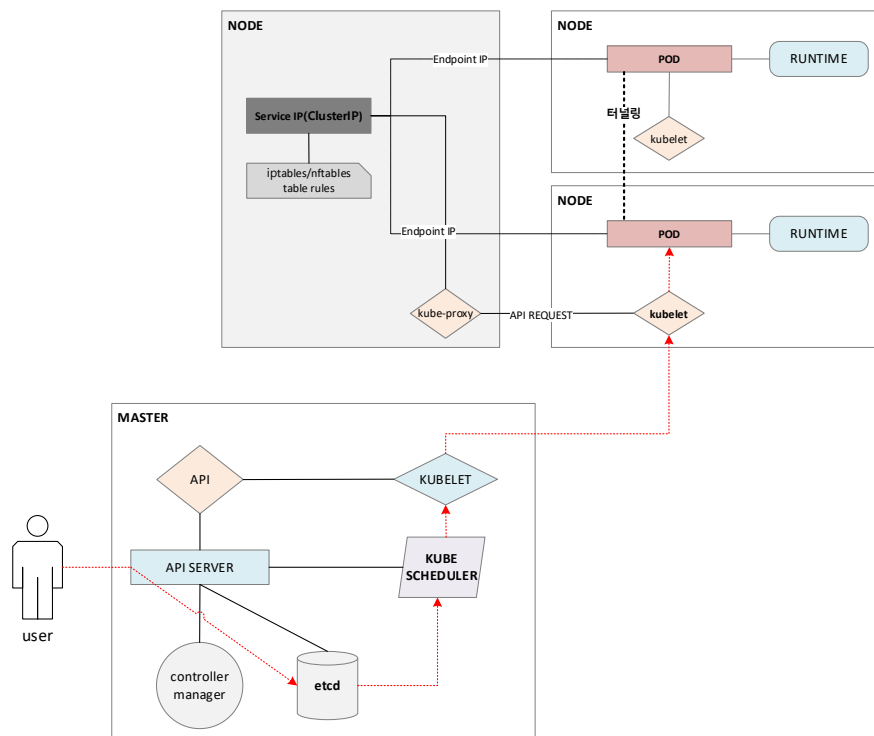 NODE
Service IP(ClusterIP)
iptables/nftables
table rules
kube-proxy
Endpoint IP
Endpoint IP
API REQUEST
NODE
POD
RUNTIME
터널링
kubelet
NODE
POD
RUNTIME
kubelet
MASTER
API
KUBELET
API SERVER
KUBE
SCHEDULER
controller
manager
etcd
user